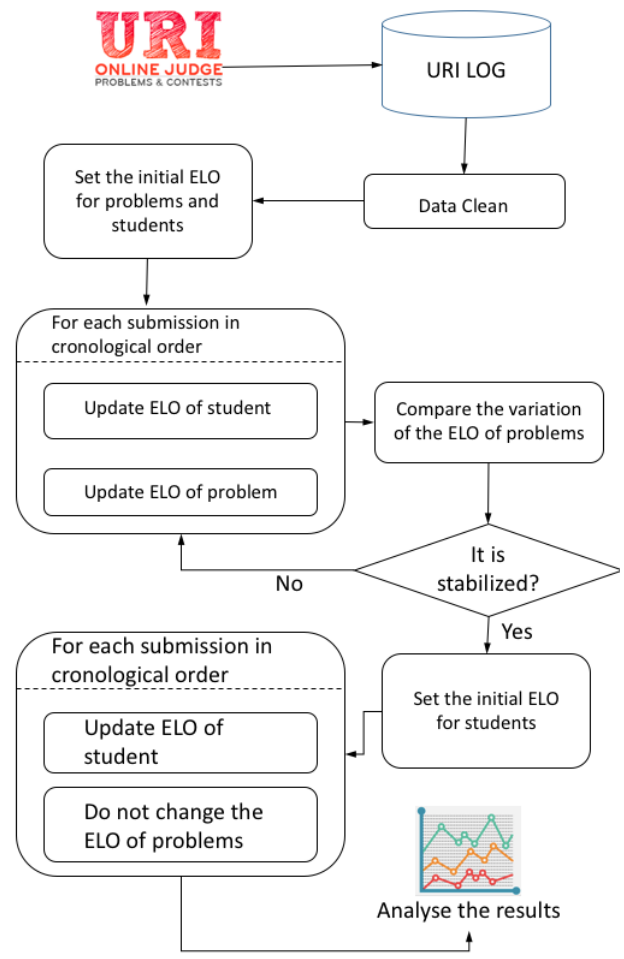 URI
ONLINE JUDGE
PROBLEMS & CONTESTS
URI LOG
Data Clean
Set the initial ELO
for problems and
students
For each submission in
cronological order
Update ELO of student
Update ELO of problem
Compare the variation
of the ELO of problems
It is
stabilized?
No
Yes
Set the initial ELO
for students
For each submission in
cronological order
Update ELO of
student
Do not change the
ELO of problems
Analyse the results